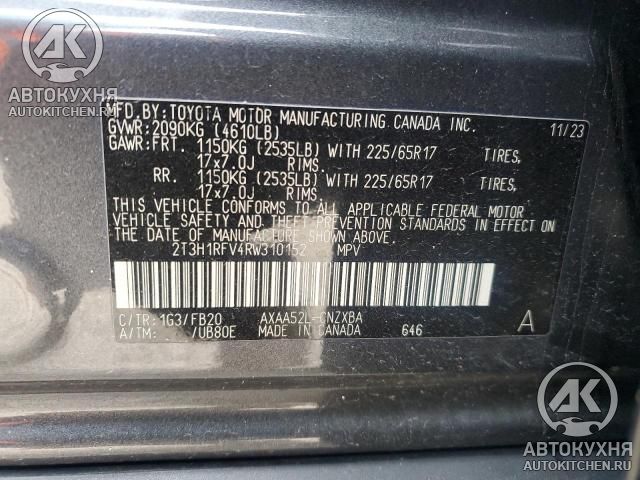 АК
АВТОКУХНЯ
AUTOKITCHEN.RU
MFD.BY:TOYOTA MOTOR MANUFACTURING CANADA INC. 11/23
GVWR:2090KG (4610LB)
GAWR:FRT. 1150KG (2535LB) WITH 225/65R17 TIRES,
17x7.0J RIMS.
RR. 1150KG (2535LB) WITH 225/65R17 TIRES,
17x7.0J RIMS.
THIS VEHICLE CONFORMS TO ALL APPLICABLE FEDERAL MOTOR
VEHICLE SAFETY AND THEFT PREVENTION STANDARDS IN EFFECT ON
THE DATE OF MANUFACTURE SHOWN ABOVE.
2T3H1RFV4RW310152 MPV
C/TR:1G3/FB20 AXAA52L-CNZXBA
A/TM: /UB80E MADE IN CANADA 646 A
АК
АВТОКУХНЯ
AUTOKITCHEN.RU